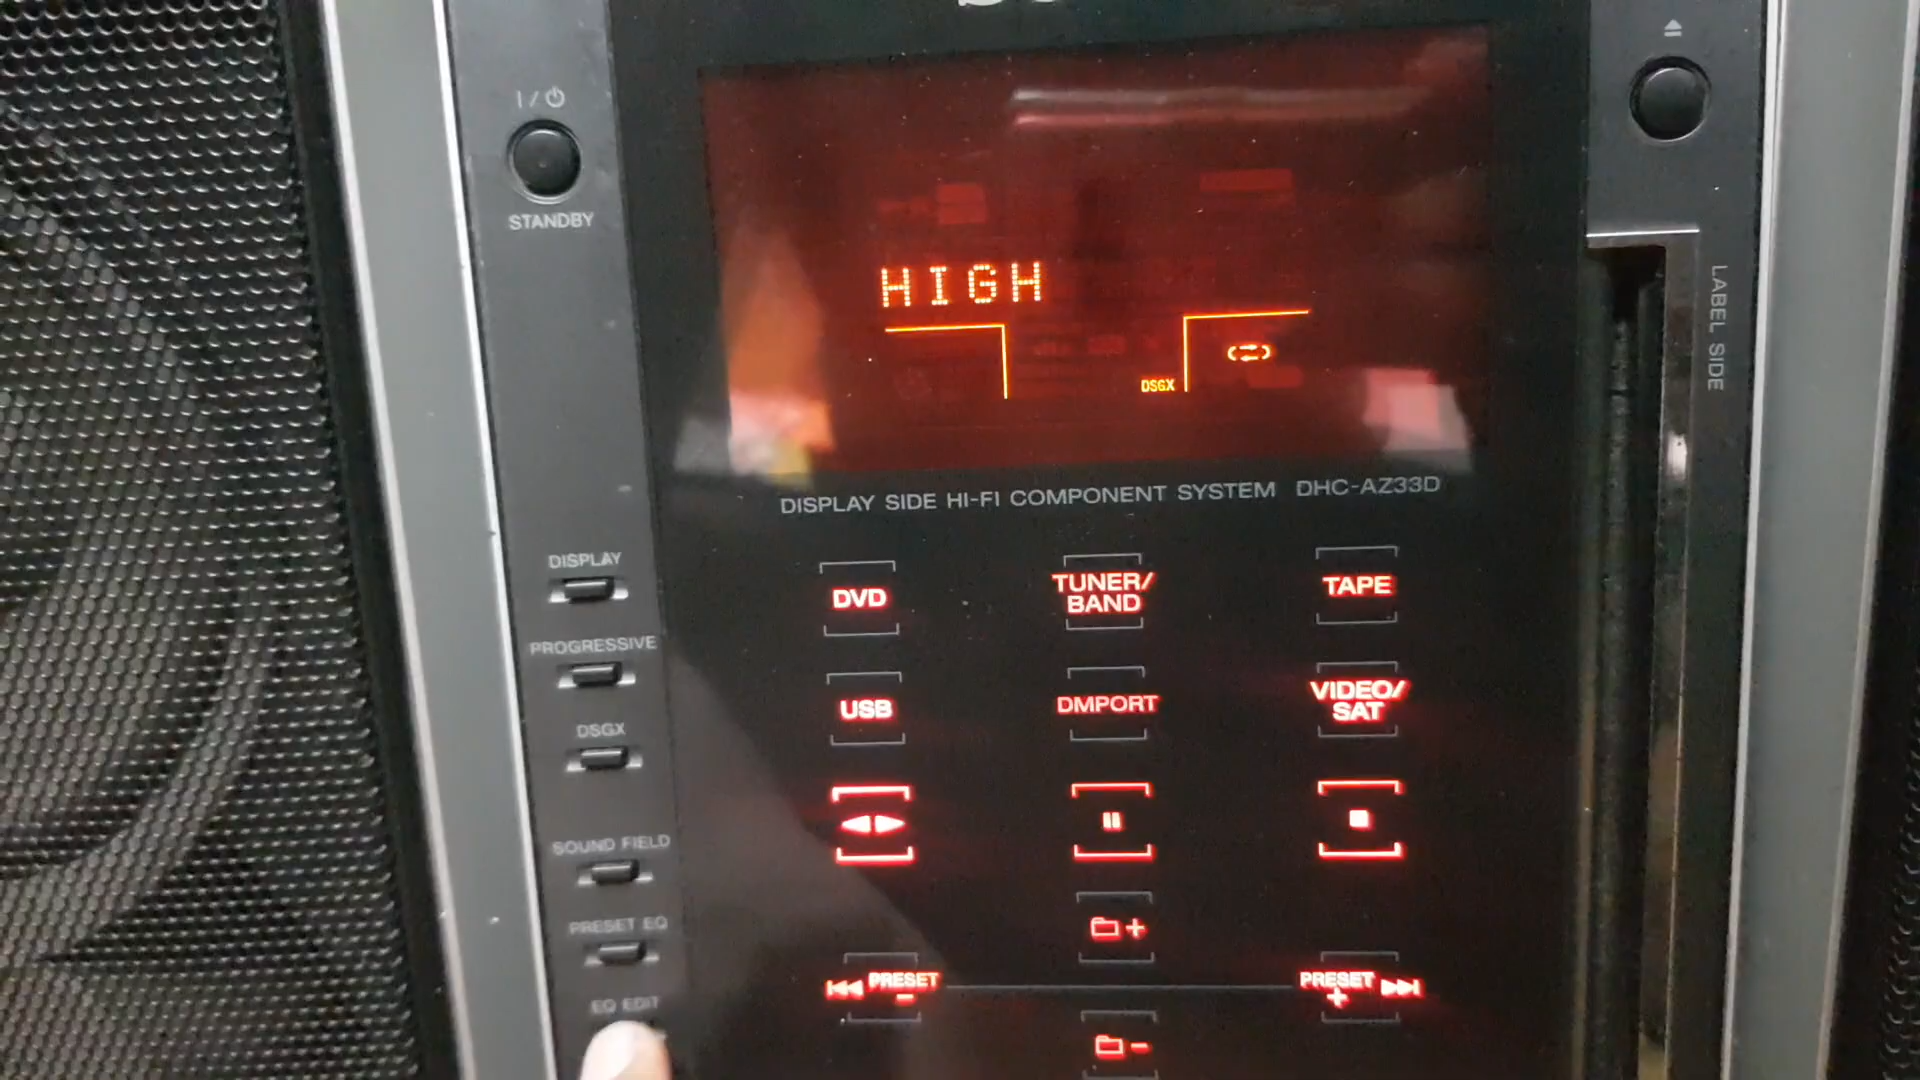 I / ⏻
STANDBY
HIGH
DSGX
LABEL SIDE
DISPLAY SIDE HI-FI COMPONENT SYSTEM DHC-AZ33D
DISPLAY
PROGRESSIVE
DSGX
SOUND FIELD
PRESET EQ
EQ EDIT
DVD
TUNER/
BAND
TAPE
USB
DMPORT
VIDEO/
SAT
+
PRESET
–
PRESET
+
–